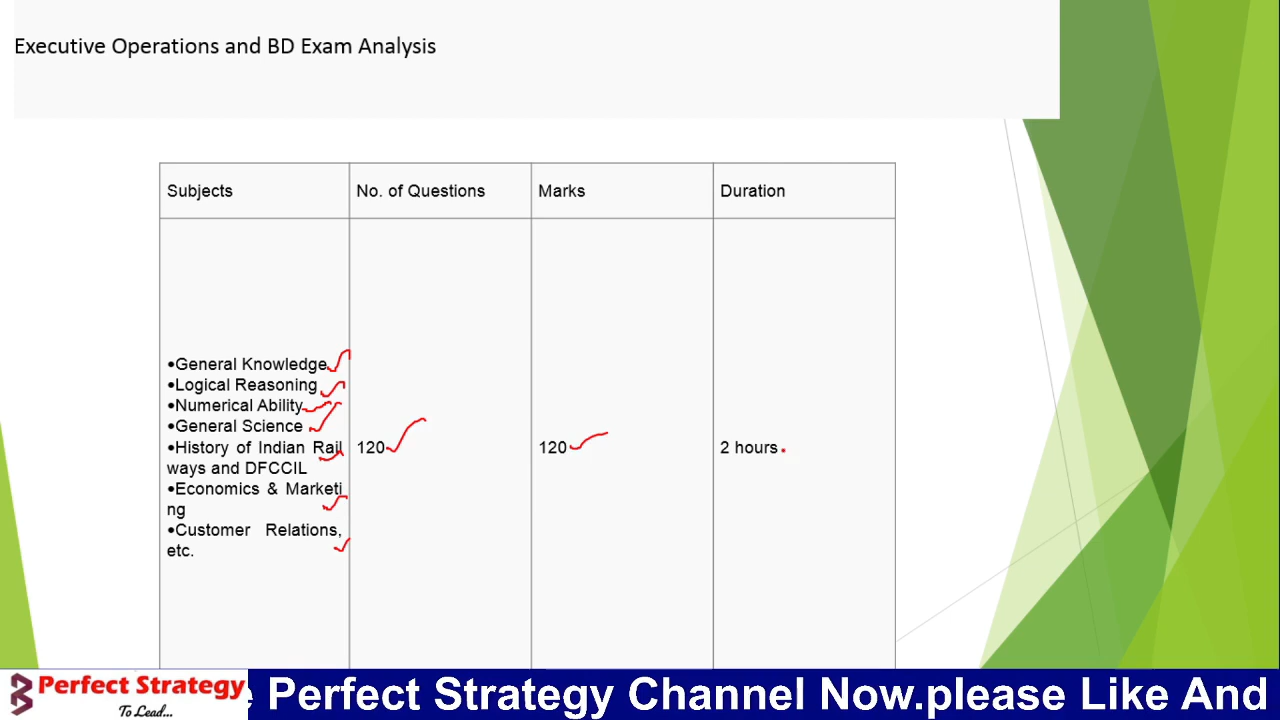 Executive Operations and BD Exam Analysis
Subjects
No. of Questions
Marks
Duration
•General Knowledge
•Logical Reasoning
•Numerical Ability
•General Science
•History of Indian Rail
ways and DFCCIL
•Economics & Marketi
ng
•Customer Relations,
etc.
120
120
2 hours
Perfect Strategy
To Lead...
e Perfect Strategy Channel Now.please Like And